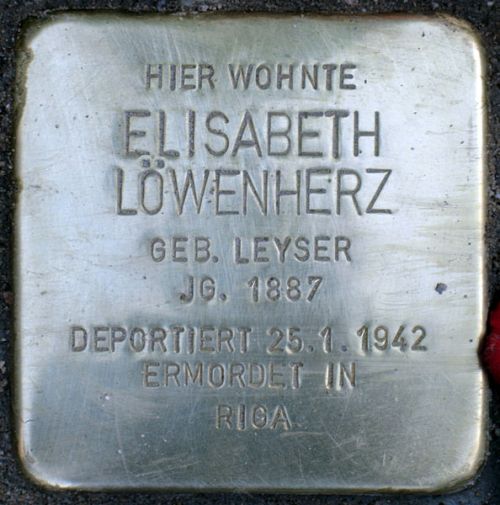 HIER WOHNTE
ELISABETH
LÖWENHERZ
GEB. LEYSER
JG. 1887
DEPORTIERT 25.1.1942
ERMORDET IN
RIGA